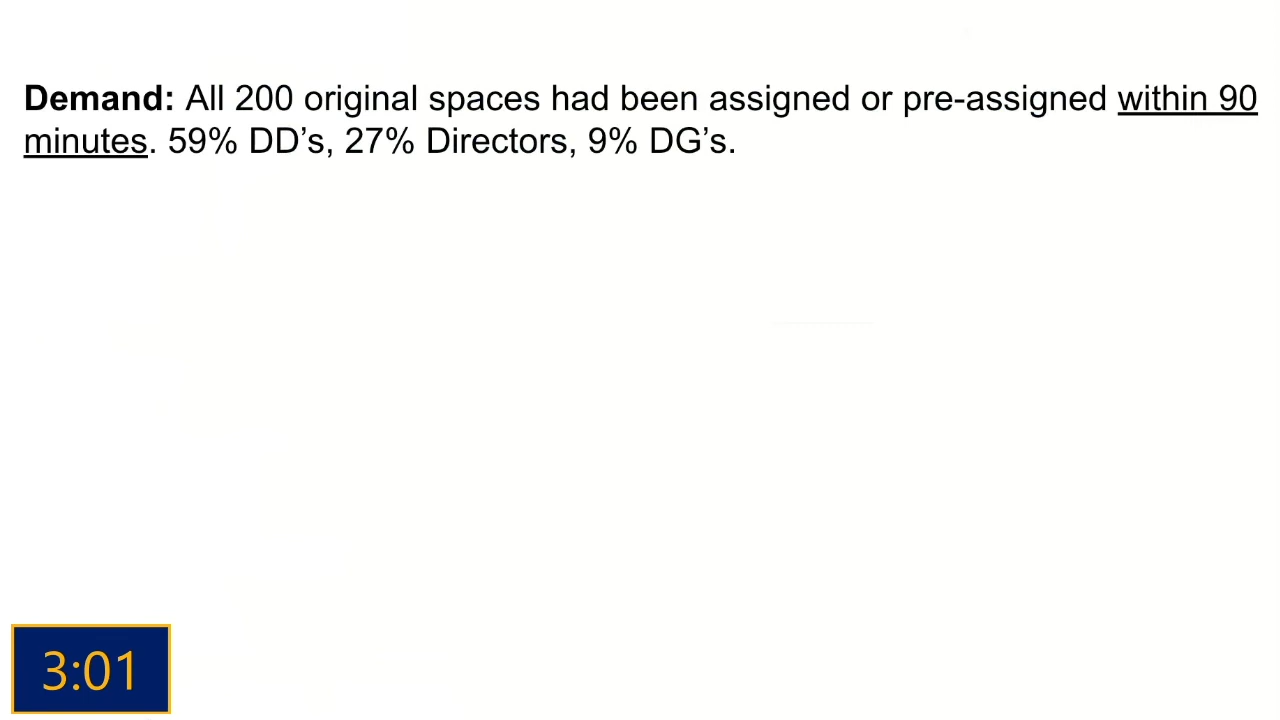 Demand: All 200 original spaces had been assigned or pre-assigned within 90
minutes. 59% DD’s, 27% Directors, 9% DG’s.
3:01